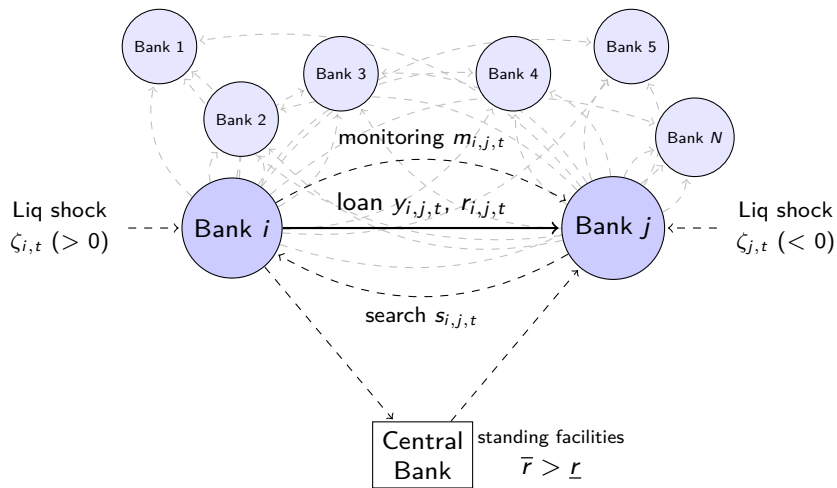 Bank 1
Bank 2
Bank 3
Bank 4
Bank 5
Bank N
monitoring m_{i,j,t}
loan y_{i,j,t}, r_{i,j,t}
Liq shock
ζ_{i,t} (> 0)
Bank i
Bank j
Liq shock
ζ_{j,t} (< 0)
search s_{i,j,t}
Central
Bank
standing facilities
r̅ > r̲